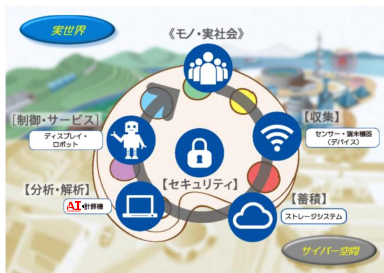 実世界
《モノ・実社会》
[制御・サービス]
ディスプレイ・
ロボット
【収集】
センサー・端末機器
（デバイス）
【セキュリティ】
【分析・解析】
AI・計算機
【蓄積】
ストレージシステム
サイバー空間